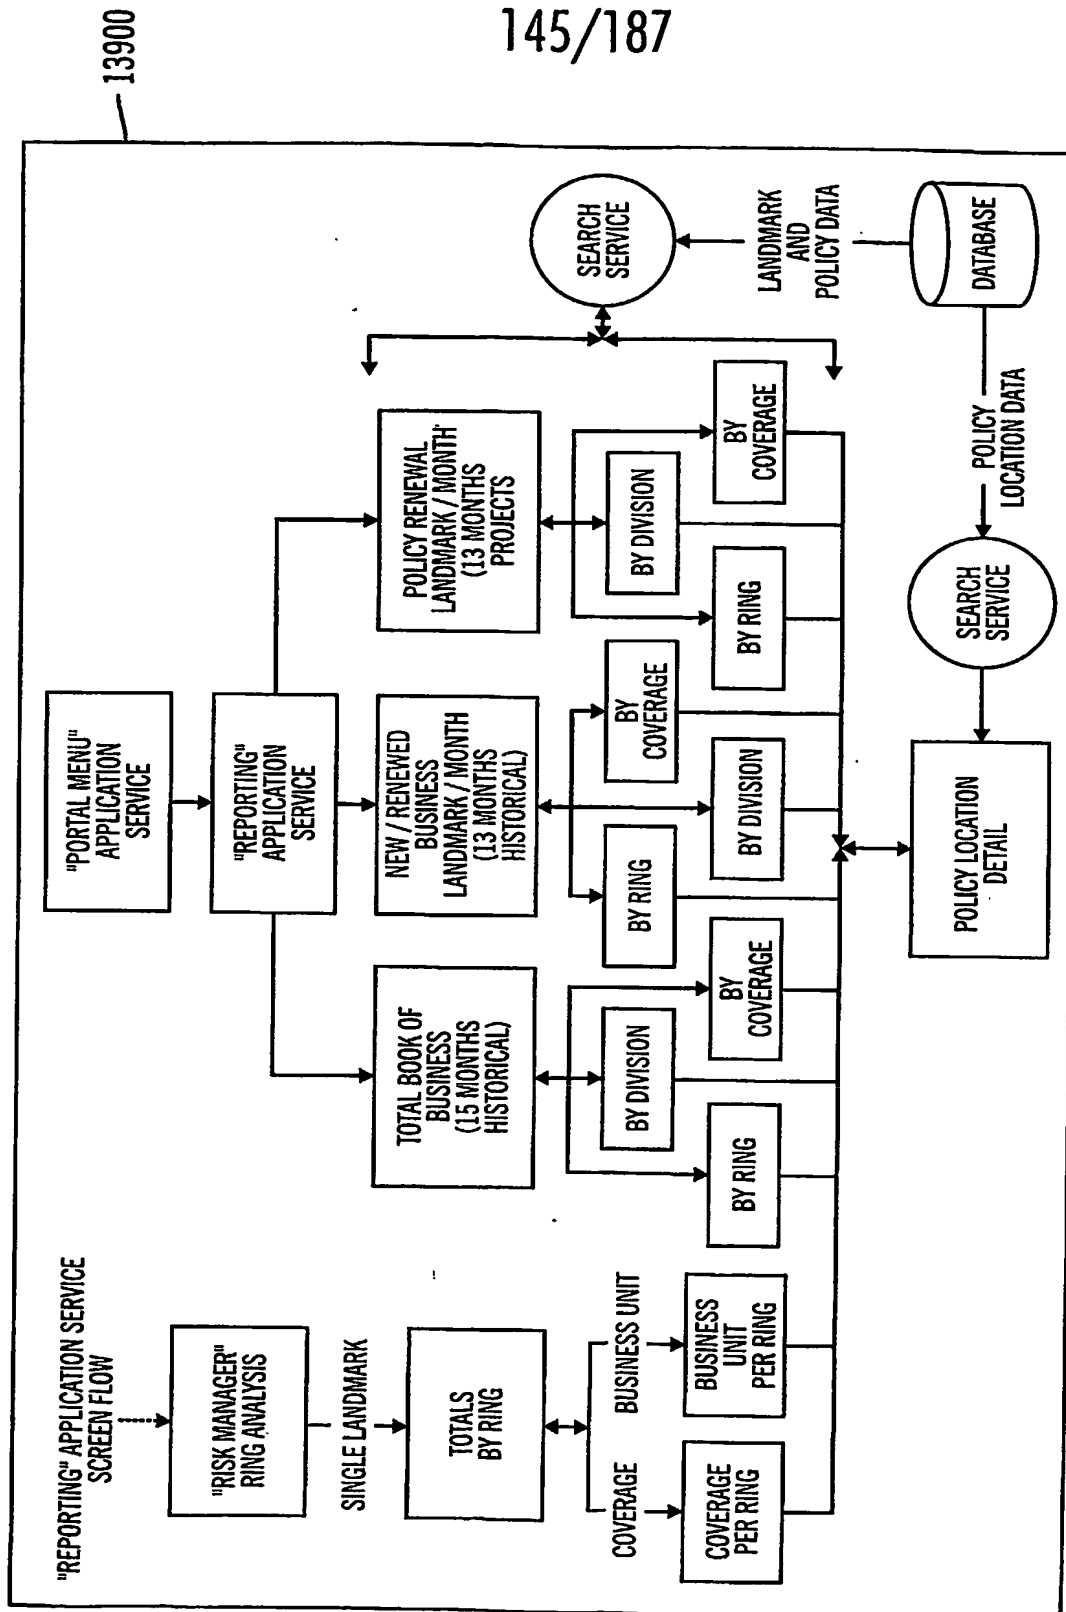 145/187
13900
"REPORTING" APPLICATION SERVICE
SCREEN FLOW
"PORTAL MENU"
APPLICATION
SERVICE
"RISK MANAGER"
RING ANALYSIS
"REPORTING"
APPLICATION
SERVICE
SINGLE LANDMARK
TOTALS
BY RING
TOTAL BOOK OF
BUSINESS
(15 MONTHS
HISTORICAL)
NEW / RENEWED
BUSINESS
LANDMARK / MONTH
(13 MONTHS
HISTORICAL)
POLICY RENEWAL
LANDMARK / MONTH
(13 MONTHS
PROJECTS
SEARCH
SERVICE
COVERAGE
BUSINESS UNIT
COVERAGE
PER RING
BUSINESS
UNIT
PER RING
BY RING
BY DIVISION
BY
COVERAGE
BY RING
BY DIVISION
BY
COVERAGE
BY RING
BY DIVISION
BY
COVERAGE
LANDMARK
AND
POLICY DATA
POLICY LOCATION
DETAIL
SEARCH
SERVICE
POLICY
LOCATION DATA
DATABASE